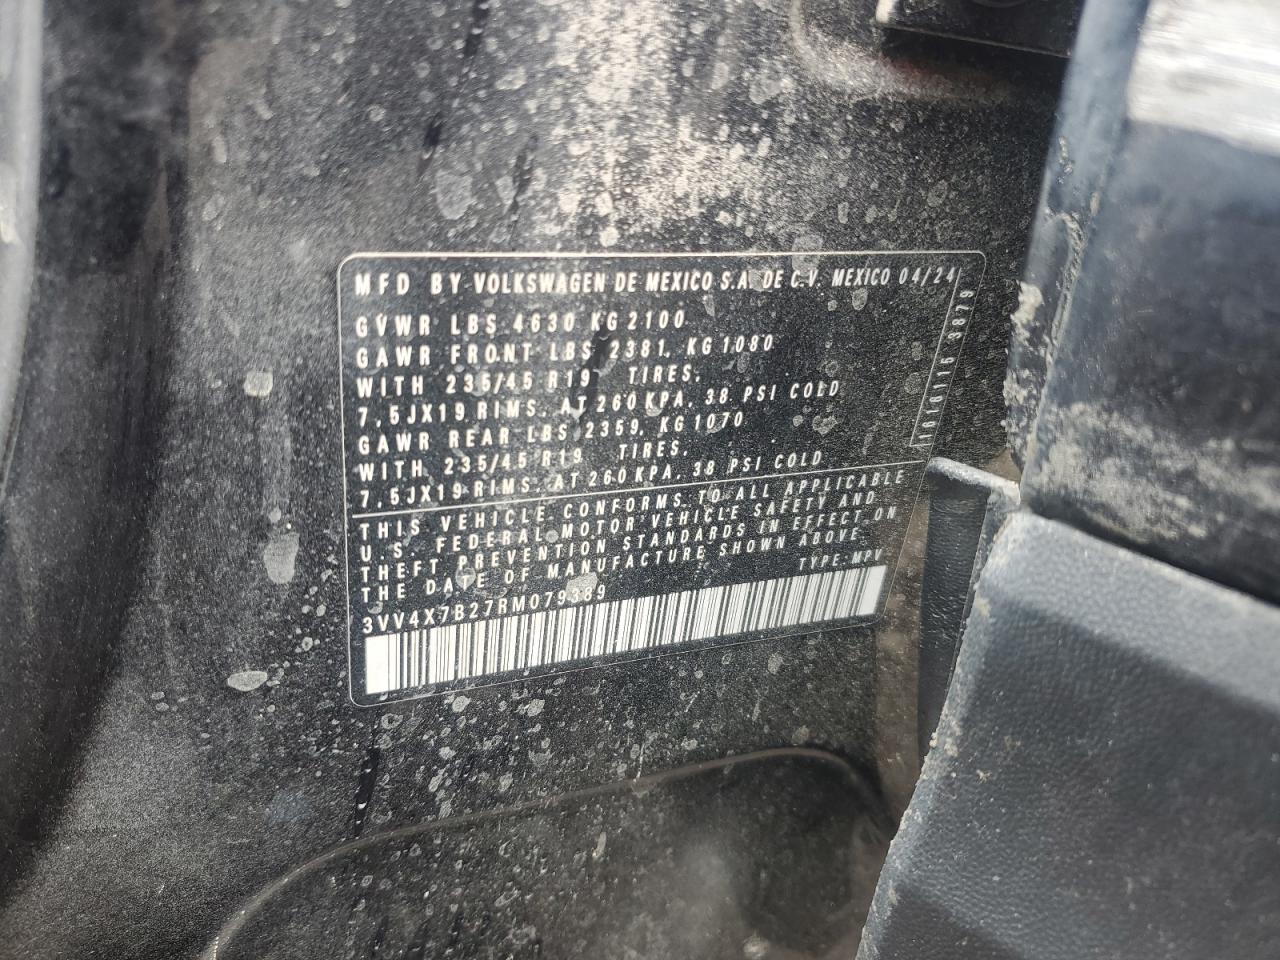 MFD BY VOLKSWAGEN DE MEXICO S.A. DE C.V. MEXICO 04/24
GVWR LBS 4630 KG 2100
GAWR FRONT LBS 2381, KG 1080
WITH 235/45 R19 TIRES,
7,5JX19 RIMS, AT 260 KPA, 38 PSI COLD
GAWR REAR LBS 2359, KG 1070
WITH 235/45 R19 TIRES,
7,5JX19 RIMS, AT 260 KPA, 38 PSI COLD
THIS VEHICLE CONFORMS TO ALL APPLICABLE
U.S. FEDERAL MOTOR VEHICLE SAFETY AND
THEFT PREVENTION STANDARDS IN EFFECT ON
THE DATE OF MANUFACTURE SHOWN ABOVE
TYPE-MPV
3VV4X7B27RM079389